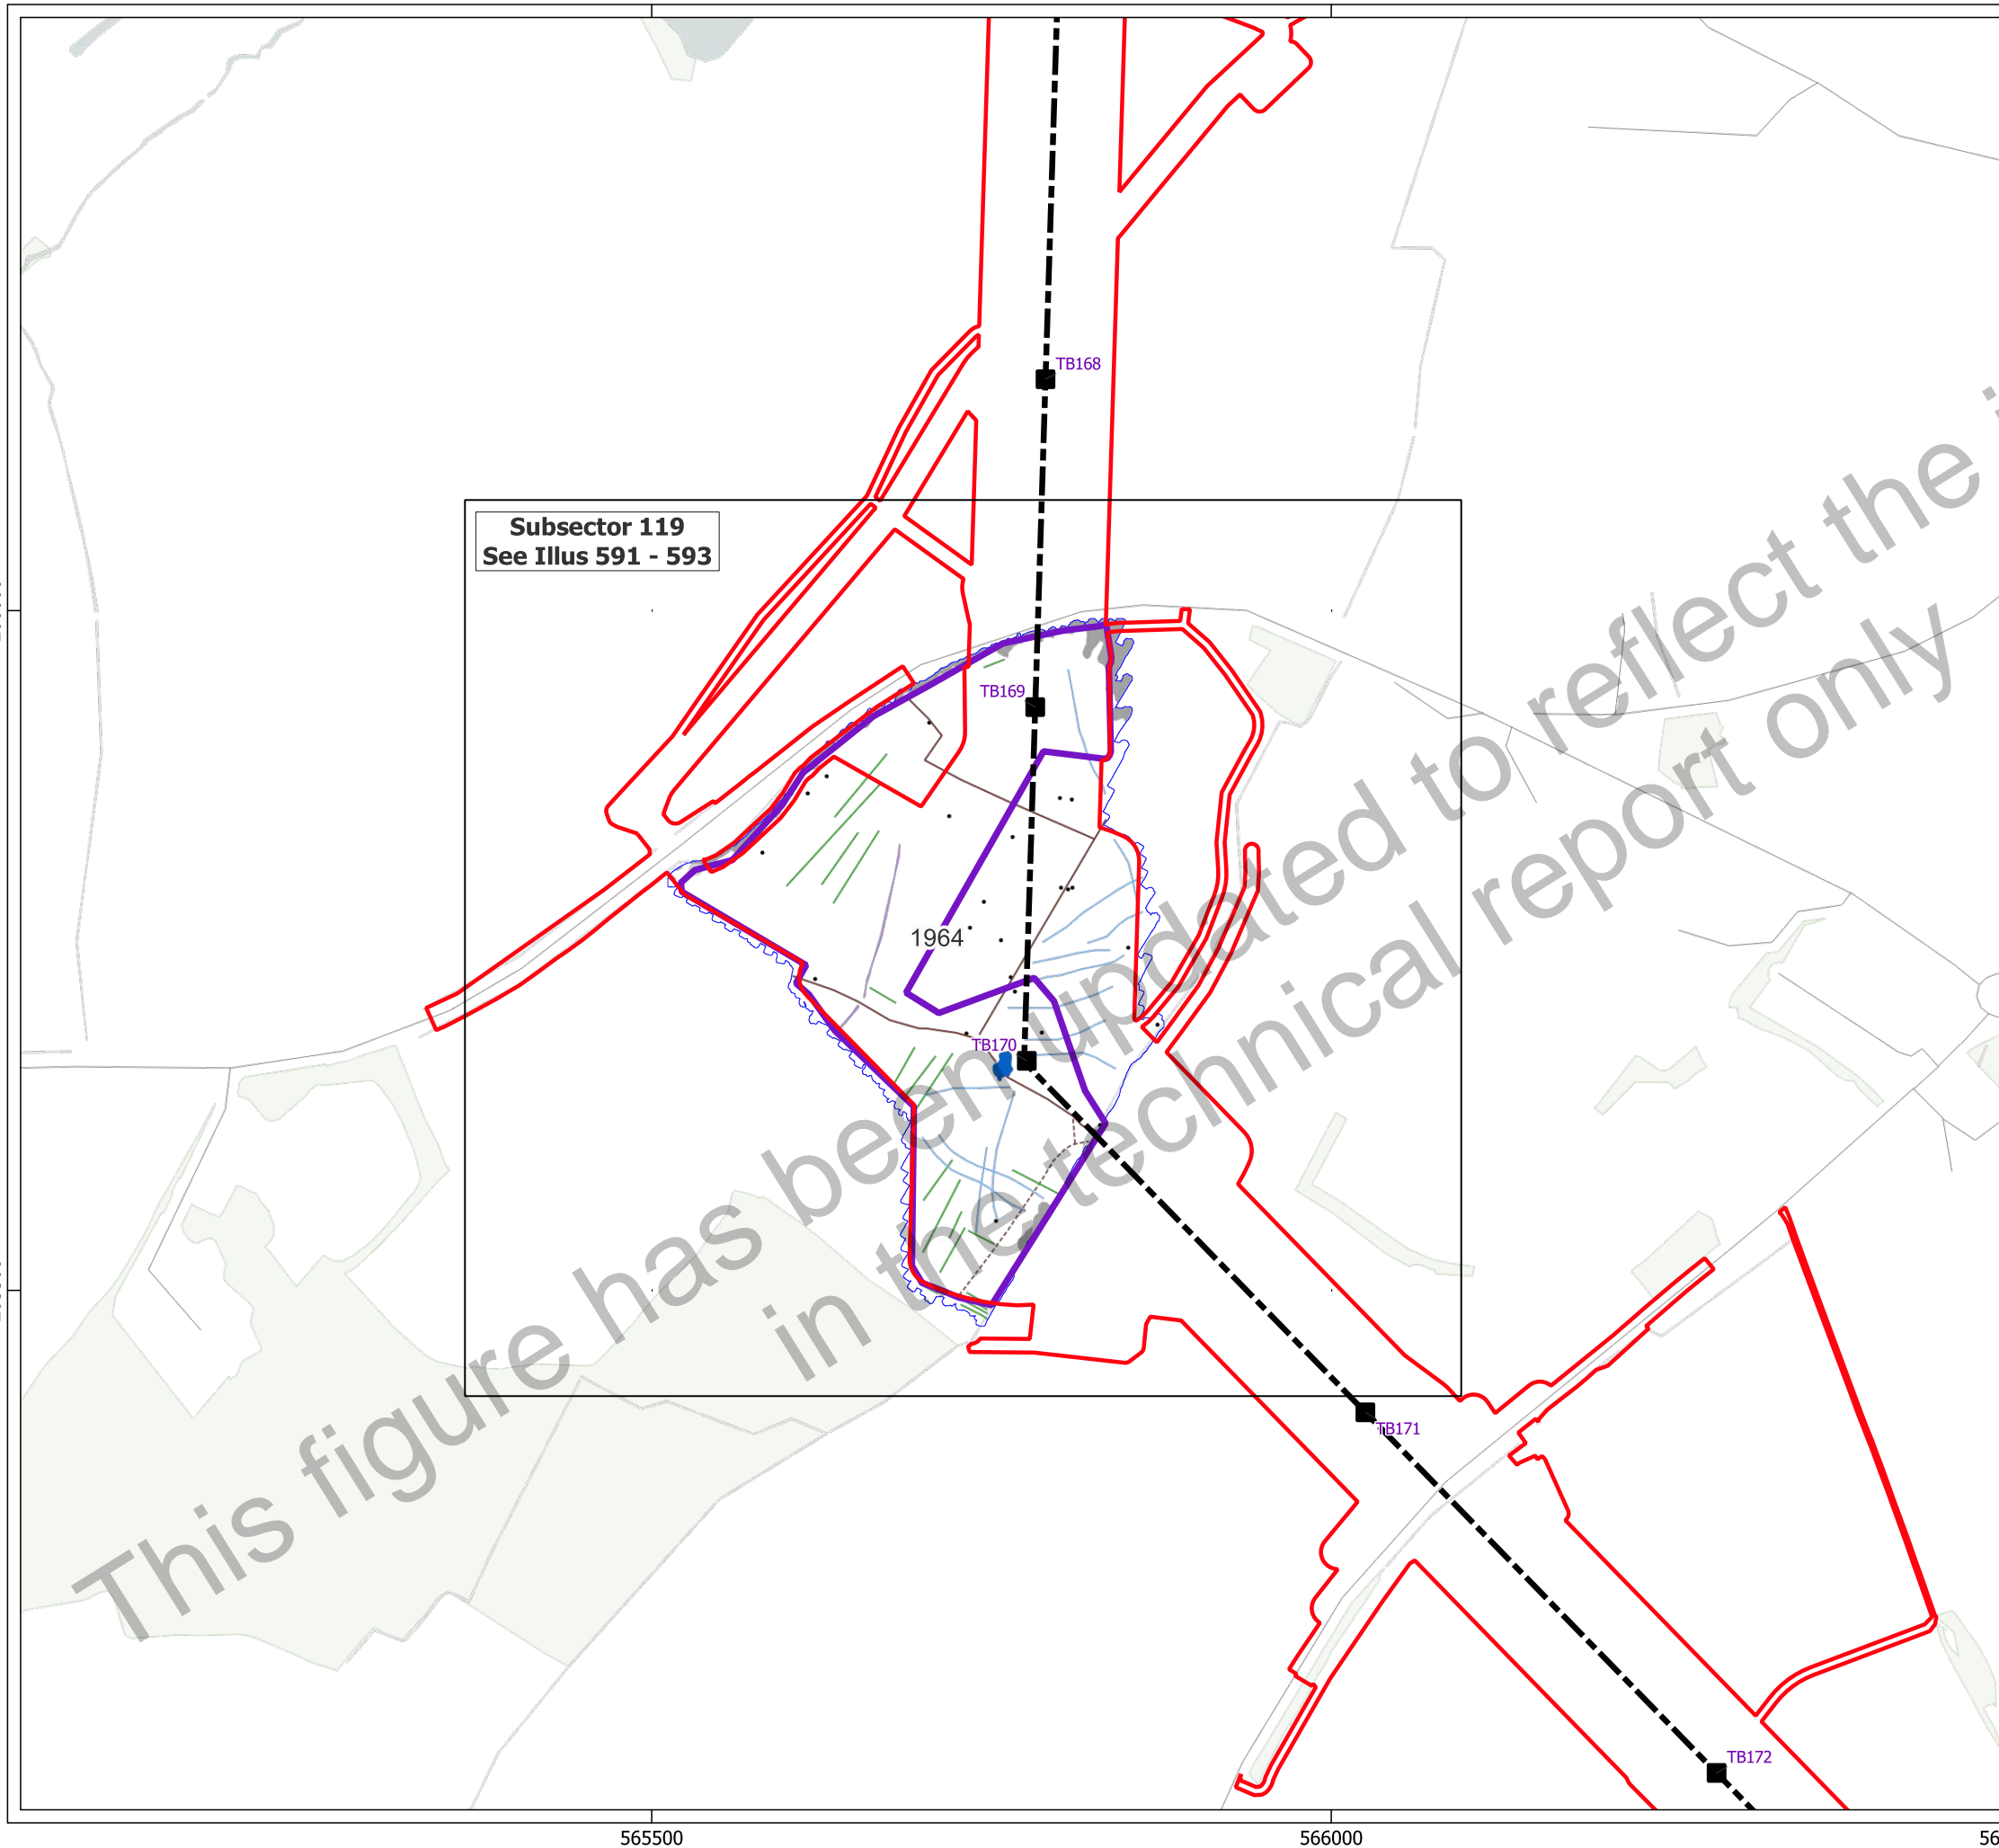 TB168
Subsector 119
See Illus 591 - 593
TB169
1964
TB170
TB171
TB172
This figure has been updated to reflect the
in the technical report only
565500
566000